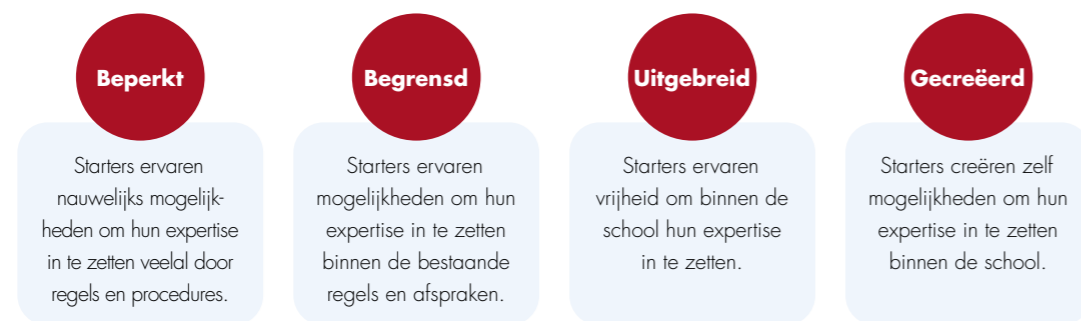 Beperkt
Starters ervaren
nauwelijks mogelijk-
heden om hun expertise
in te zetten veelal door
regels en procedures.
Begrensd
Starters ervaren
mogelijkheden om hun
expertise in te zetten
binnen de bestaande
regels en afspraken.
Uitgebreid
Starters ervaren
vrijheid om binnen de
school hun expertise
in te zetten.
Gecreëerd
Starters creëren zelf
mogelijkheden om hun
expertise in te zetten
binnen de school.